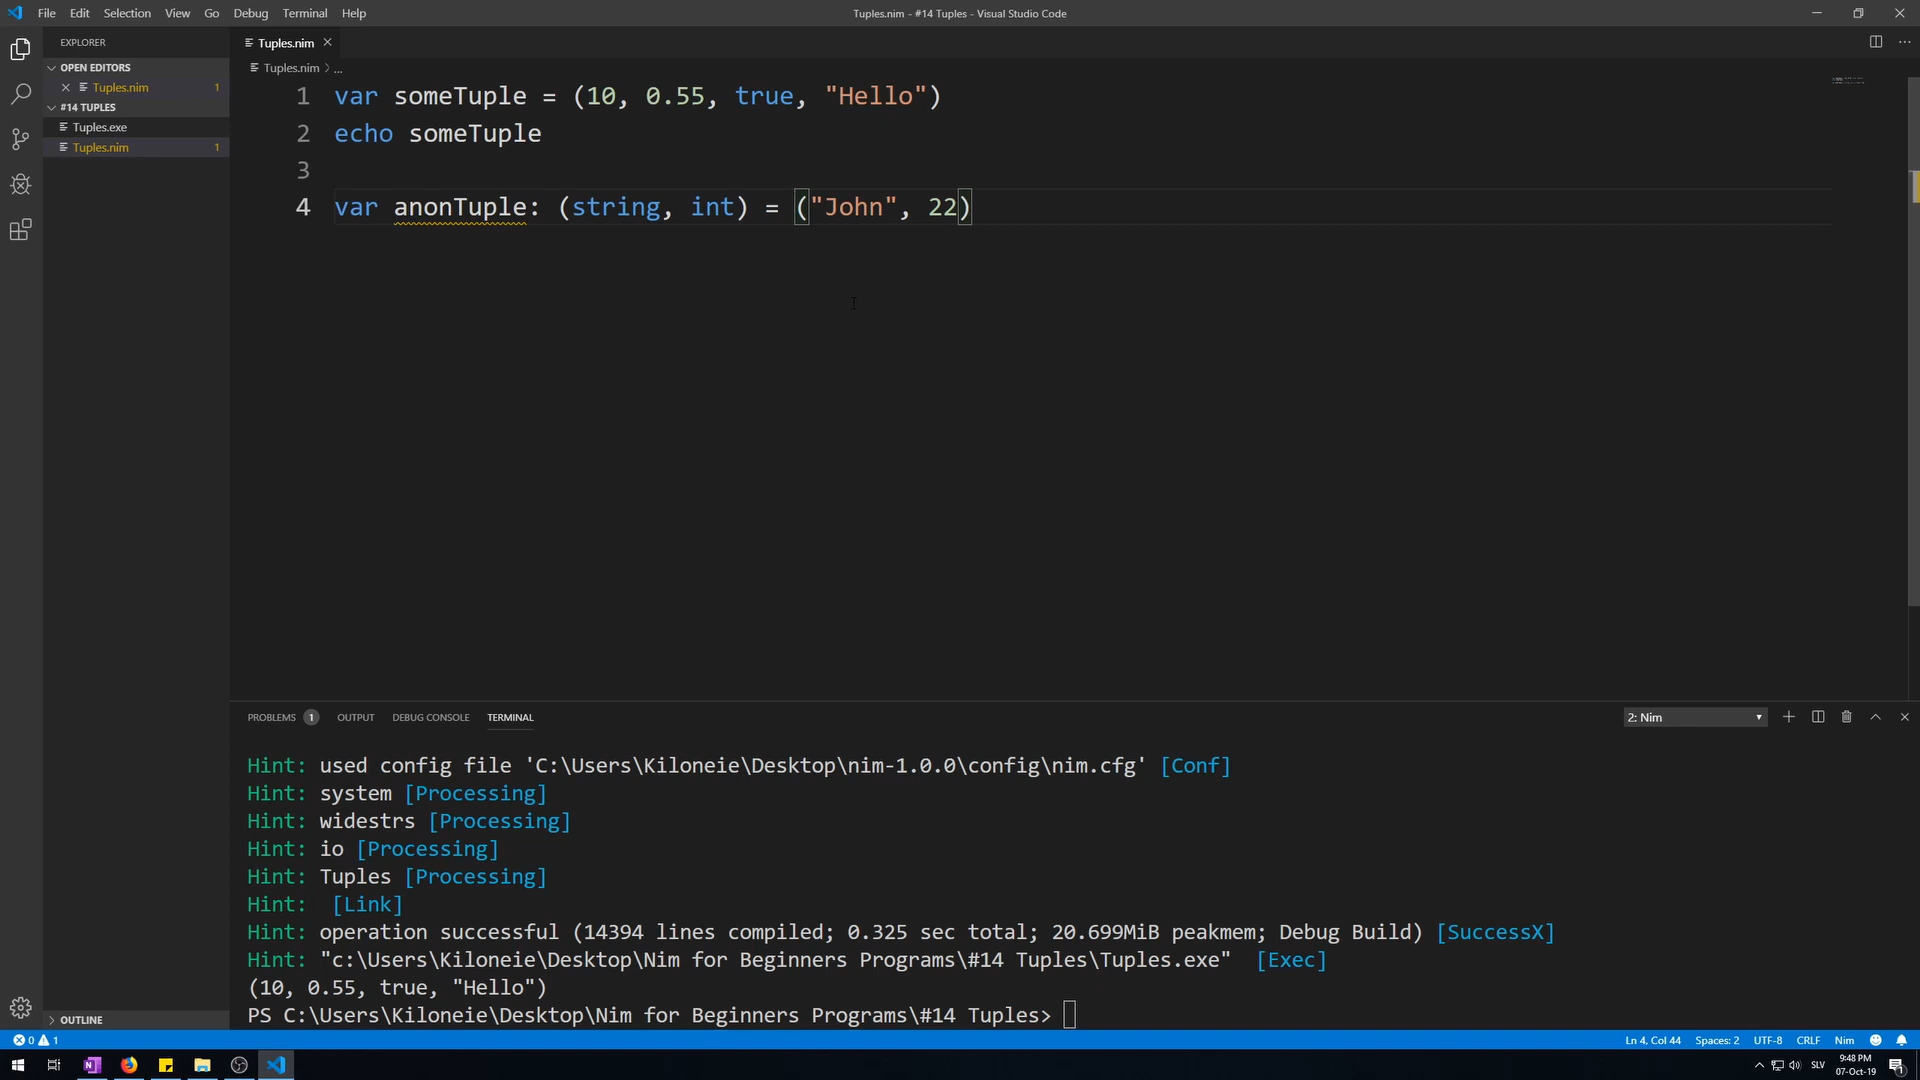 File Edit Selection View Go Debug Terminal Help
Tuples.nim - #14 Tuples - Visual Studio Code
EXPLORER
OPEN EDITORS
Tuples.nim 1
#14 TUPLES
Tuples.exe
Tuples.nim 1
OUTLINE
Tuples.nim
Tuples.nim > ...
1 var someTuple = (10, 0.55, true, "Hello")
2 echo someTuple
3
4 var anonTuple: (string, int) = ("John", 22)
PROBLEMS 1 OUTPUT DEBUG CONSOLE TERMINAL
2: Nim
Hint: used config file 'C:\Users\Kiloneie\Desktop\nim-1.0.0\config\nim.cfg' [Conf]
Hint: system [Processing]
Hint: widestrs [Processing]
Hint: io [Processing]
Hint: Tuples [Processing]
Hint:  [Link]
Hint: operation successful (14394 lines compiled; 0.325 sec total; 20.699MiB peakmem; Debug Build) [SuccessX]
Hint: "c:\Users\Kiloneie\Desktop\Nim for Beginners Programs\#14 Tuples\Tuples.exe"  [Exec]
(10, 0.55, true, "Hello")
PS C:\Users\Kiloneie\Desktop\Nim for Beginners Programs\#14 Tuples>
0 1
Ln 4, Col 44 Spaces: 2 UTF-8 CRLF Nim
SLV
9:48 PM
07-Oct-19